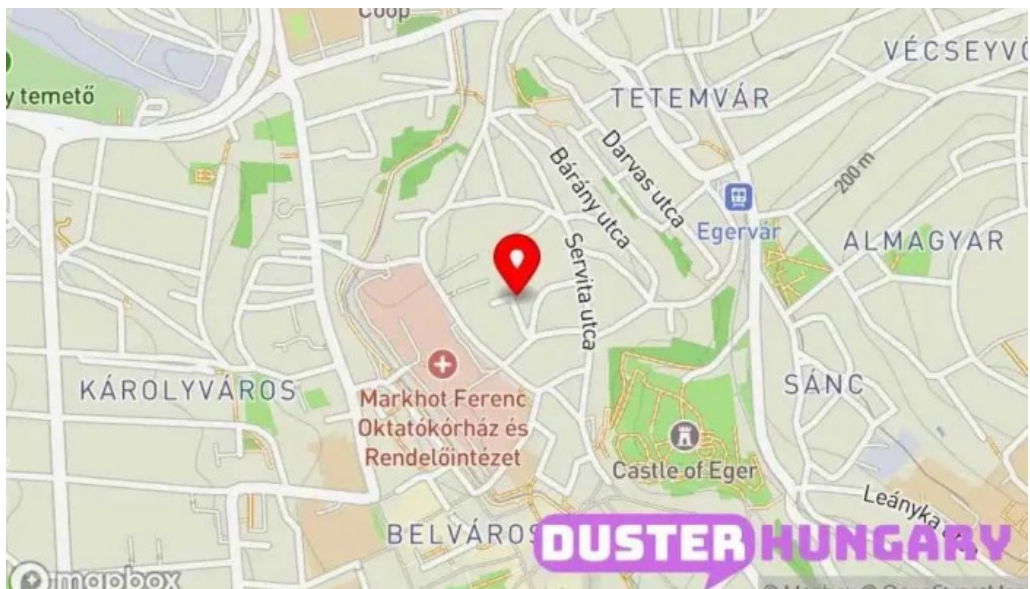 Coop
VÉCSEYVÖ
y temető
TETEMVÁR
Darvas utca
Bárány utca
200 m
Egervár
ALMAGYAR
Servita utca
KÁROLYVÁROS
Markhot Ferenc
Oktatókórház és
Rendelőintézet
SÁNC
Castle of Eger
Leányka
BELVÁROS
DUSTER HUNGARY
mapbox